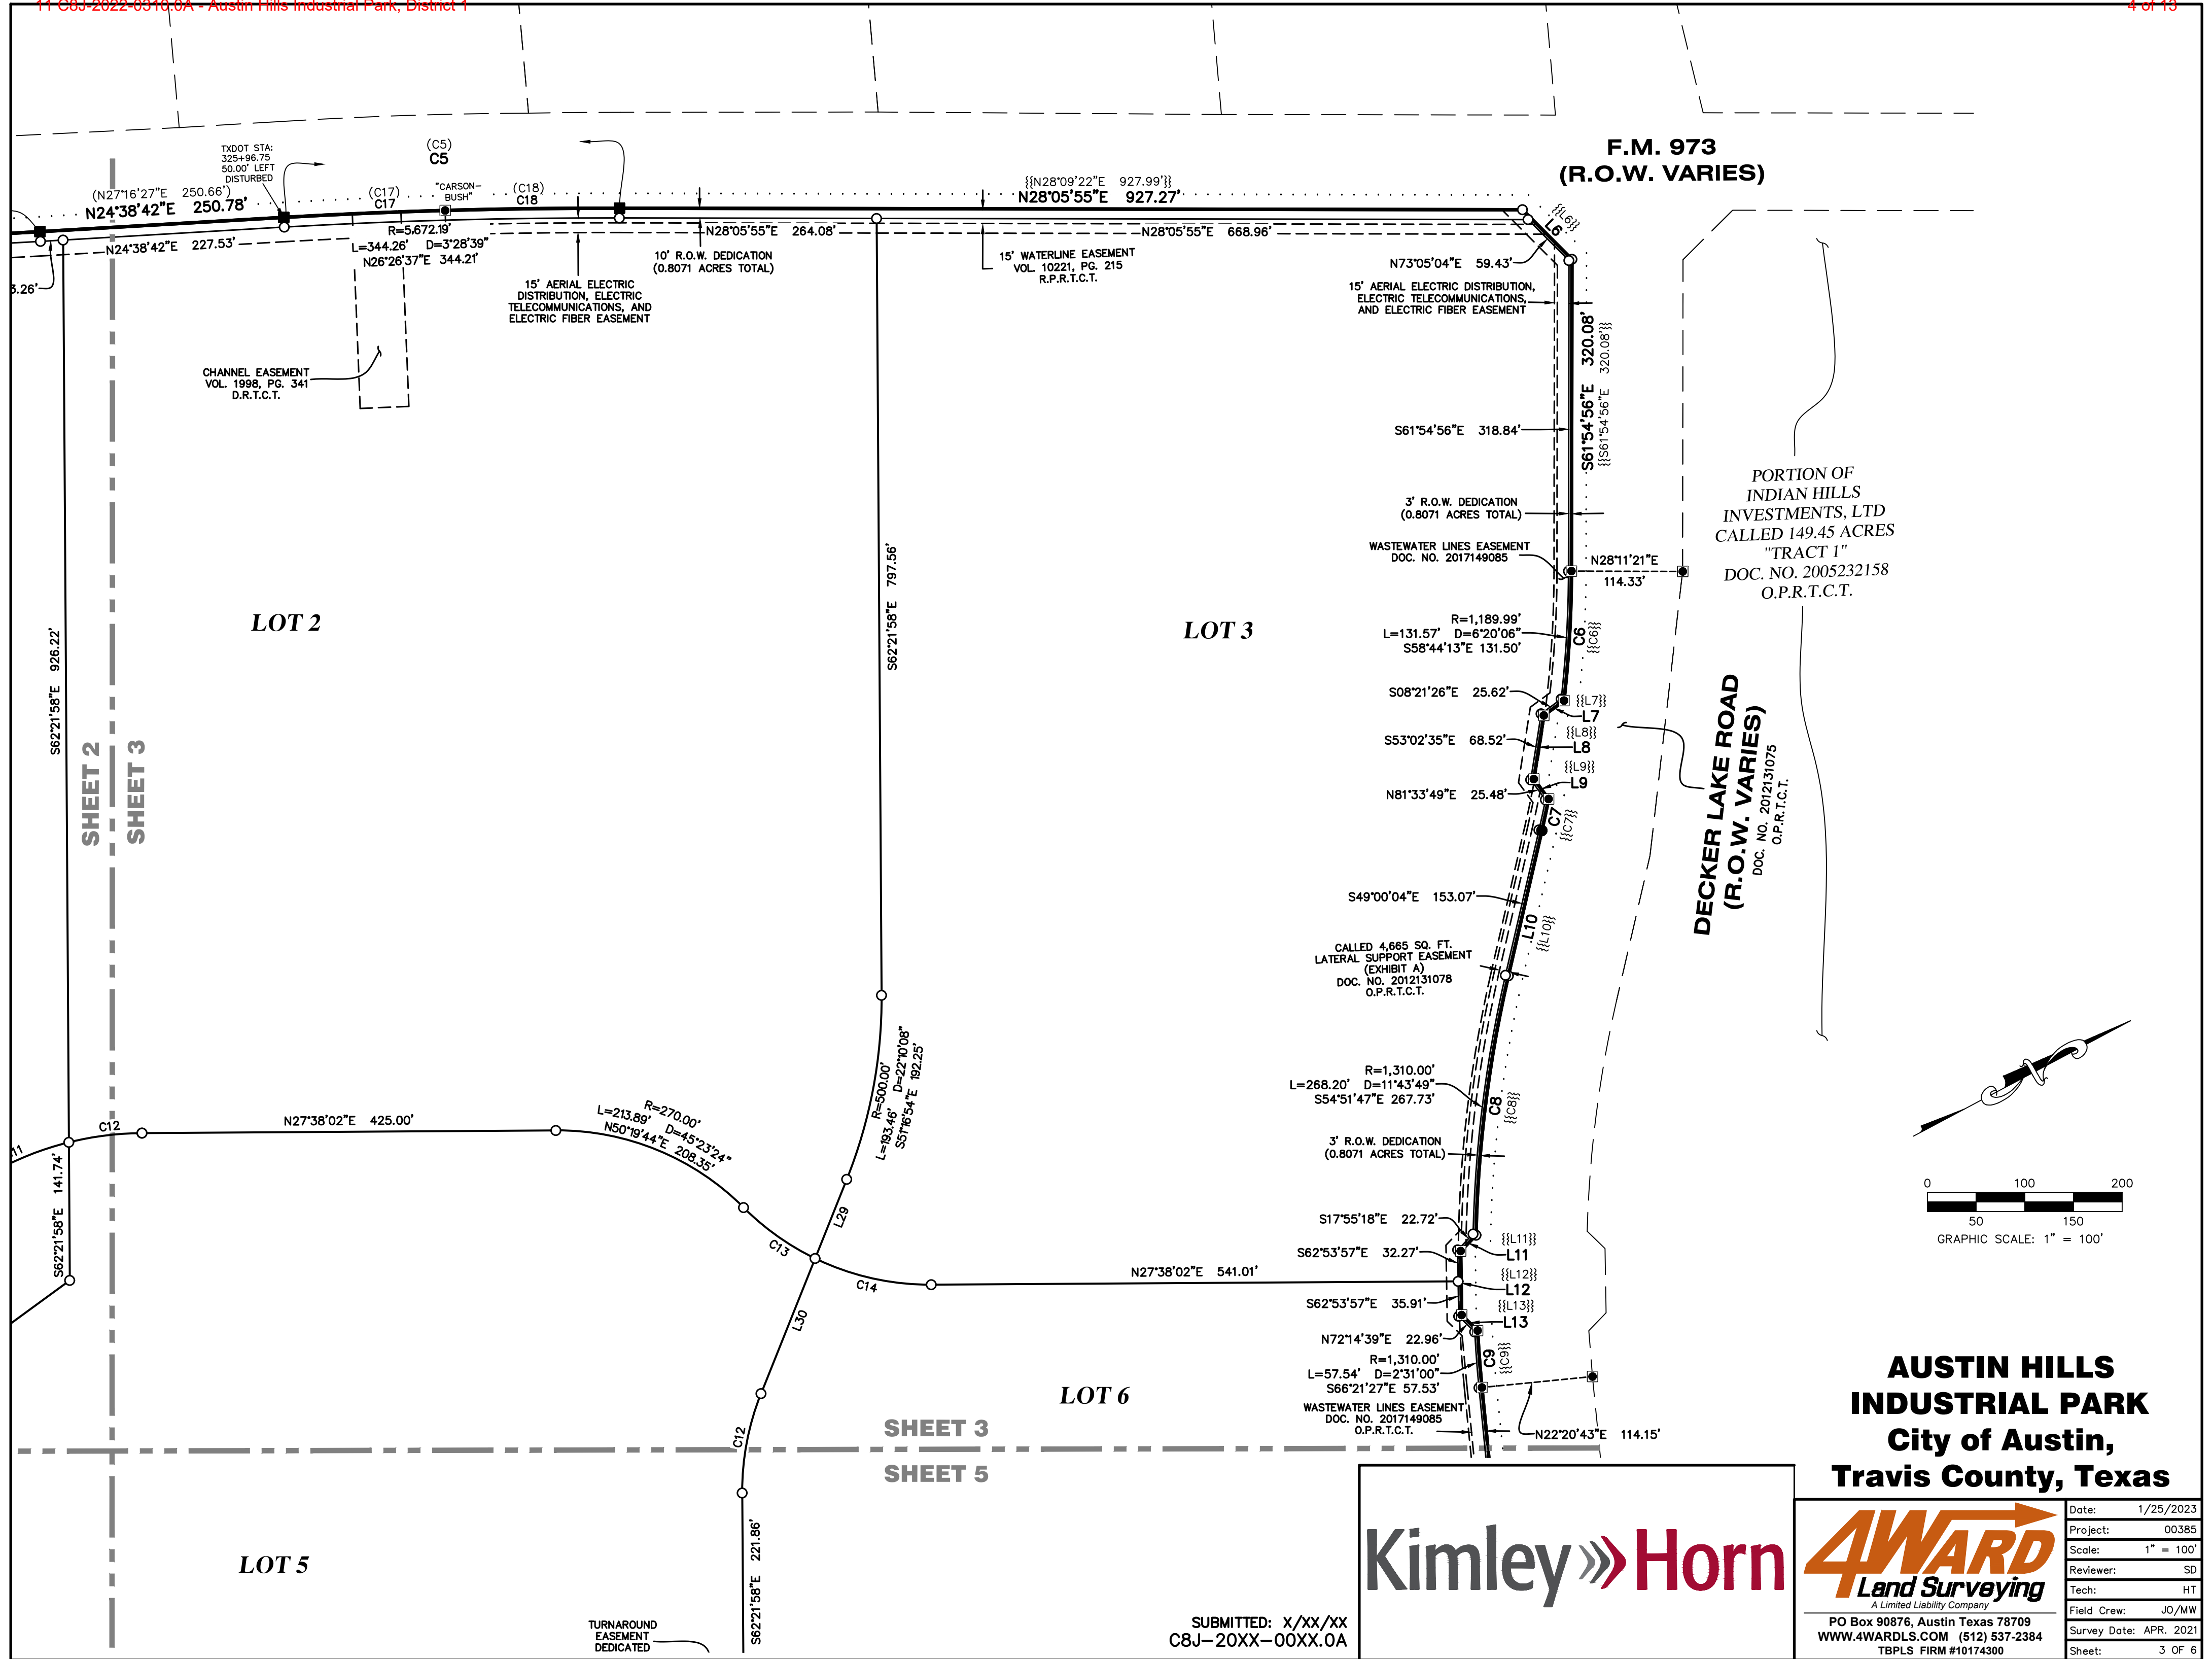 11 C8J-2022-0310.0A - Austin Hills Industrial Park; District 1
4 of 13
F.M. 973
(R.O.W. VARIES)
TXDOT STA:
325+96.75
50.00' LEFT
DISTURBED
(C5)
C5
(N27°16'27"E 250.66')
N24°38'42"E 250.78'
(C17)
C17
"CARSON-
BUSH"
(C18)
C18
{{N28°09'22"E 927.99'}}
N28°05'55"E 927.27'
{{L6}}
L6
N24°38'42"E 227.53'
R=5,672.19'
L=344.26' D=3°28'39"
N26°26'37"E 344.21'
N28°05'55"E 264.08'
N28°05'55"E 668.96'
3.26'
10' R.O.W. DEDICATION
(0.8071 ACRES TOTAL)
15' WATERLINE EASEMENT
VOL. 10221, PG. 215
R.P.R.T.C.T.
N73°05'04"E 59.43'
15' AERIAL ELECTRIC
DISTRIBUTION, ELECTRIC
TELECOMMUNICATIONS, AND
ELECTRIC FIBER EASEMENT
15' AERIAL ELECTRIC DISTRIBUTION,
ELECTRIC TELECOMMUNICATIONS,
AND ELECTRIC FIBER EASEMENT
CHANNEL EASEMENT
VOL. 1998, PG. 341
D.R.T.C.T.
S61°54'56"E 320.08'
{{S61°54'56"E 320.08'}}
S61°54'56"E 318.84'
PORTION OF
INDIAN HILLS
INVESTMENTS, LTD
CALLED 149.45 ACRES
"TRACT 1"
DOC. NO. 2005232158
O.P.R.T.C.T.
3' R.O.W. DEDICATION
(0.8071 ACRES TOTAL)
WASTEWATER LINES EASEMENT
DOC. NO. 2017149085
N28°11'21"E
114.33'
S62°21'58"E 926.22'
LOT 2
S62°21'58"E 797.56'
LOT 3
R=1,189.99'
L=131.57' D=6°20'06"
S58°44'13"E 131.50'
C6
{{C6}}
S08°21'26"E 25.62'
{{L7}}
L7
S53°02'35"E 68.52'
{{L8}}
L8
{{L9}}
L9
N81°33'49"E 25.48'
C7
{{C7}}
DECKER LAKE ROAD
(R.O.W. VARIES)
DOC. NO. 2012131075
O.P.R.T.C.T.
SHEET 2
SHEET 3
S49°00'04"E 153.07'
L10
{{L10}}
CALLED 4,665 SQ. FT.
LATERAL SUPPORT EASEMENT
(EXHIBIT A)
DOC. NO. 2012131078
O.P.R.T.C.T.
R=500.00'
L=193.46' D=22°10'08"
S51°16'54"E 192.25'
R=1,310.00'
L=268.20' D=11°43'49"
S54°51'47"E 267.73'
C8
{{C8}}
C12
11
N27°38'02"E 425.00'
R=270.00'
L=213.89' D=45°23'24"
N50°19'44"E 208.35'
3' R.O.W. DEDICATION
(0.8071 ACRES TOTAL)
0 100 200
50 150
GRAPHIC SCALE: 1" = 100'
S62°21'58"E 141.74'
L29
C13
S17°55'18"E 22.72'
{{L11}}
L11
S62°53'57"E 32.27'
C14
N27°38'02"E 541.01'
{{L12}}
L12
S62°53'57"E 35.91'
{{L13}}
L13
L30
N72°14'39"E 22.96'
R=1,310.00'
L=57.54' D=2°31'00"
S66°21'27"E 57.53'
C9
{{C9}}
LOT 6
WASTEWATER LINES EASEMENT
DOC. NO. 2017149085
O.P.R.T.C.T.
N22°20'43"E 114.15'
C12
SHEET 3
SHEET 5
AUSTIN HILLS
INDUSTRIAL PARK
City of Austin,
Travis County, Texas
S62°21'58"E 221.86'
LOT 5
TURNAROUND
EASEMENT
DEDICATED
SUBMITTED: X/XX/XX
C8J-20XX-00XX.0A
Kimley Horn
4WARD
Land Surveying
A Limited Liability Company
PO Box 90876, Austin Texas 78709
WWW.4WARDLS.COM (512) 537-2384
TBPLS FIRM #10174300
Date: 1/25/2023
Project: 00385
Scale: 1" = 100'
Reviewer: SD
Tech: HT
Field Crew: JO/MW
Survey Date: APR. 2021
Sheet: 3 OF 6
N